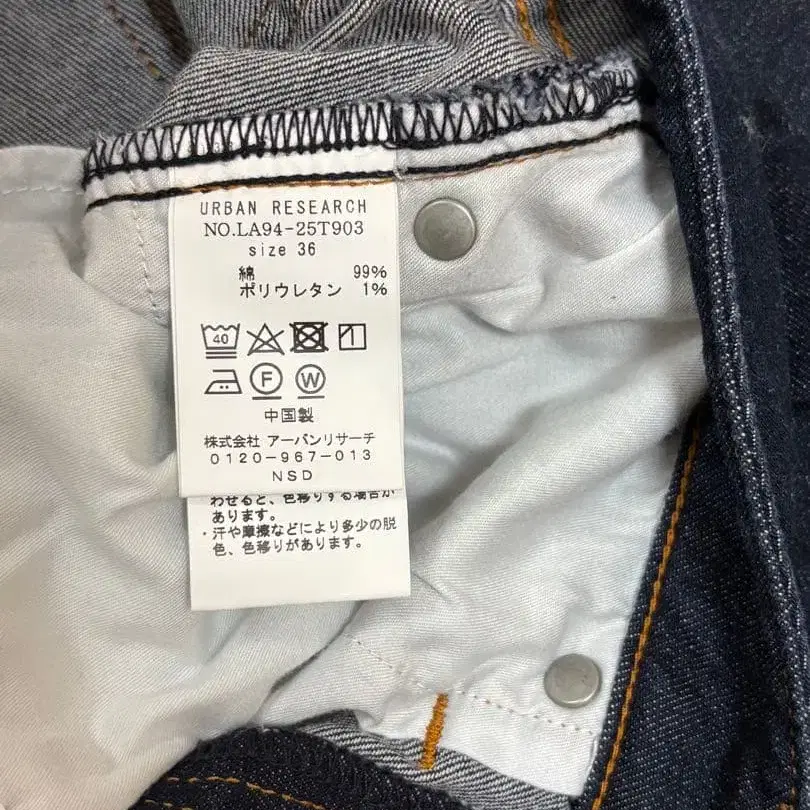 URBAN RESEARCH
NO.LA94-25T903
size 36
綿 99%
ポリウレタン 1%
40
F W
中国製
株式会社 アーバンリサーチ
0120-967-013
NSD
わせると、色移りする場合が
あります。
・汗や摩擦などにより多少の脱
色、色移りがあります。